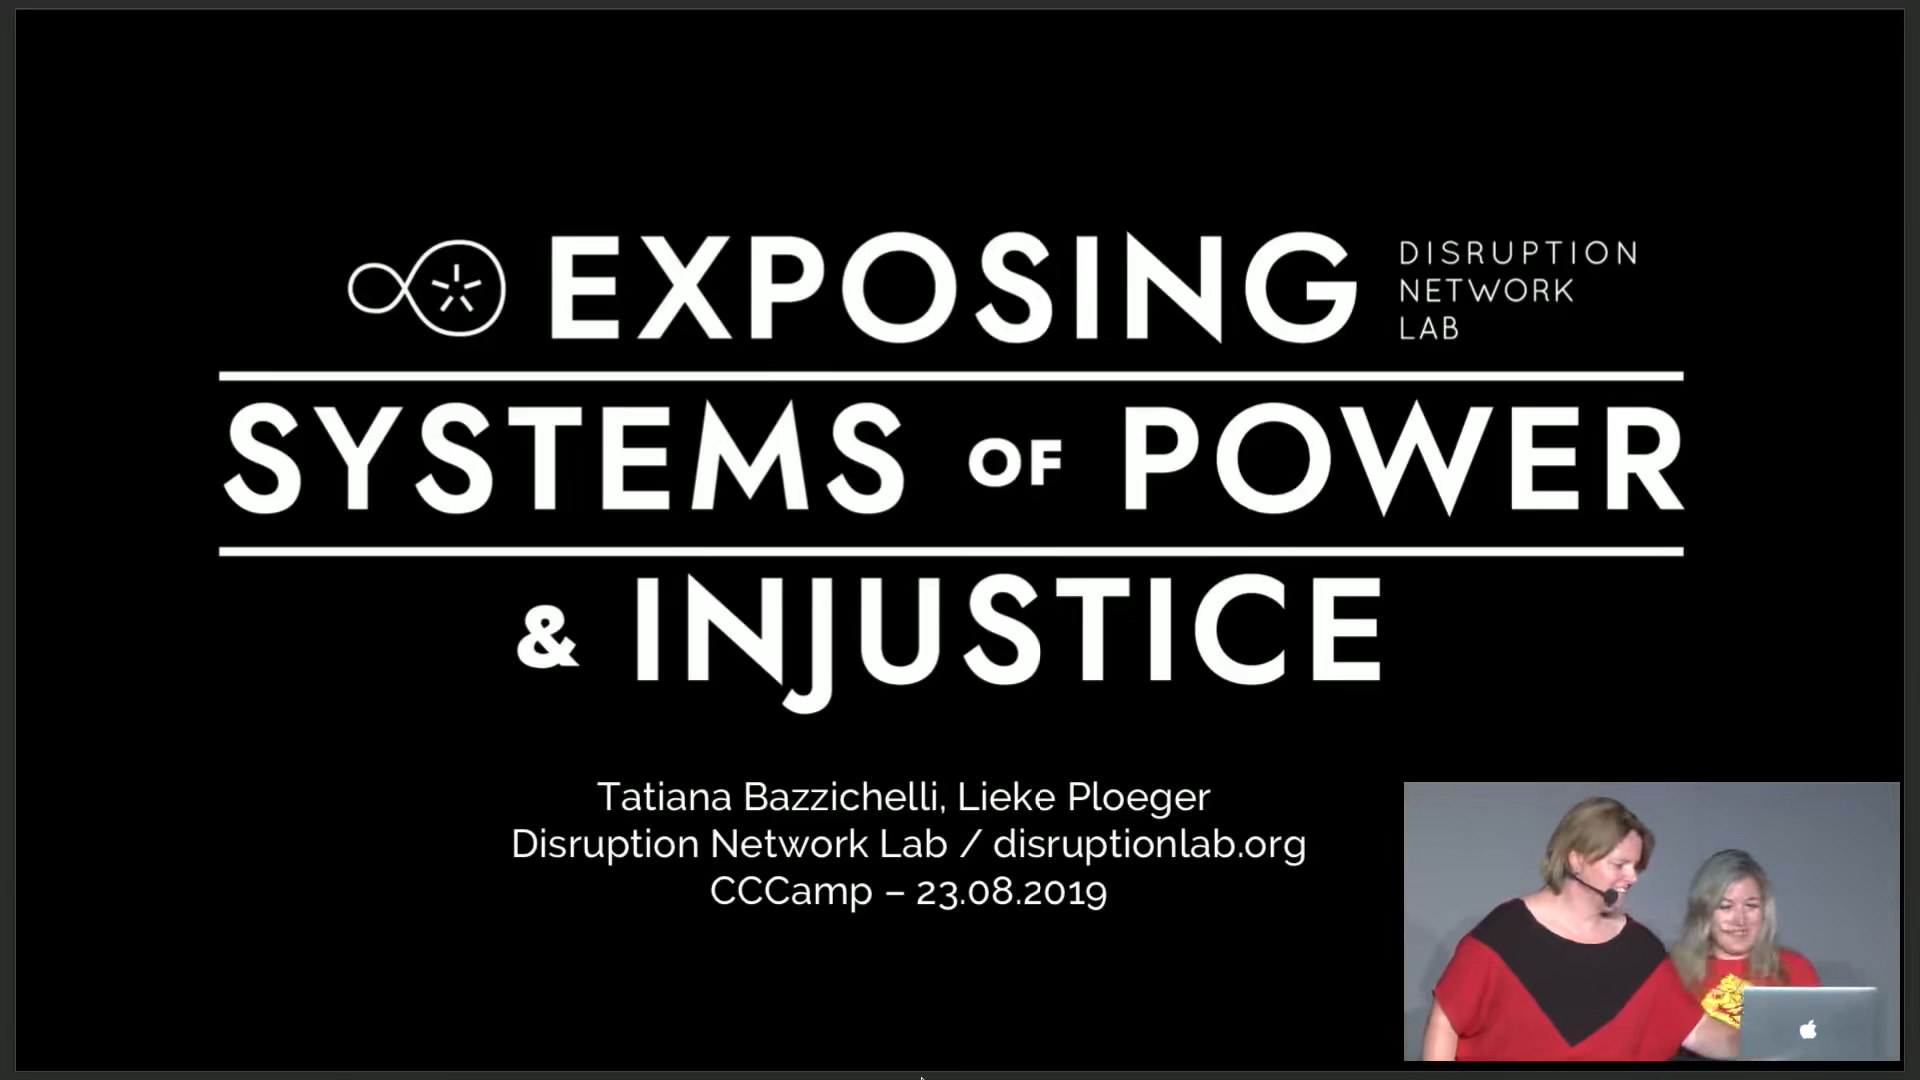 EXPOSING
DISRUPTION
NETWORK
LAB
SYSTEMS OF POWER
& INJUSTICE
Tatiana Bazzichelli, Lieke Ploeger
Disruption Network Lab / disruptionlab.org
CCCamp – 23.08.2019